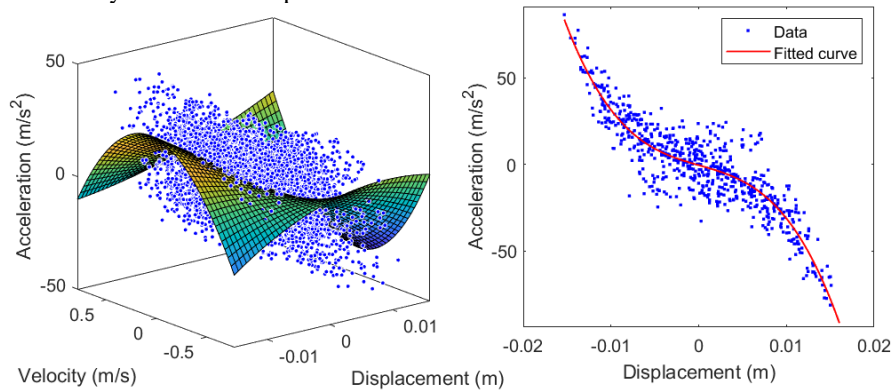 50
0
-50
Acceleration (m/s²)
0.5
0
-0.5
Velocity (m/s)
-0.01
0
0.01
Displacement (m)
Data
Fitted curve
50
0
-50
Acceleration (m/s²)
-0.02
-0.01
0
0.01
0.02
Displacement (m)